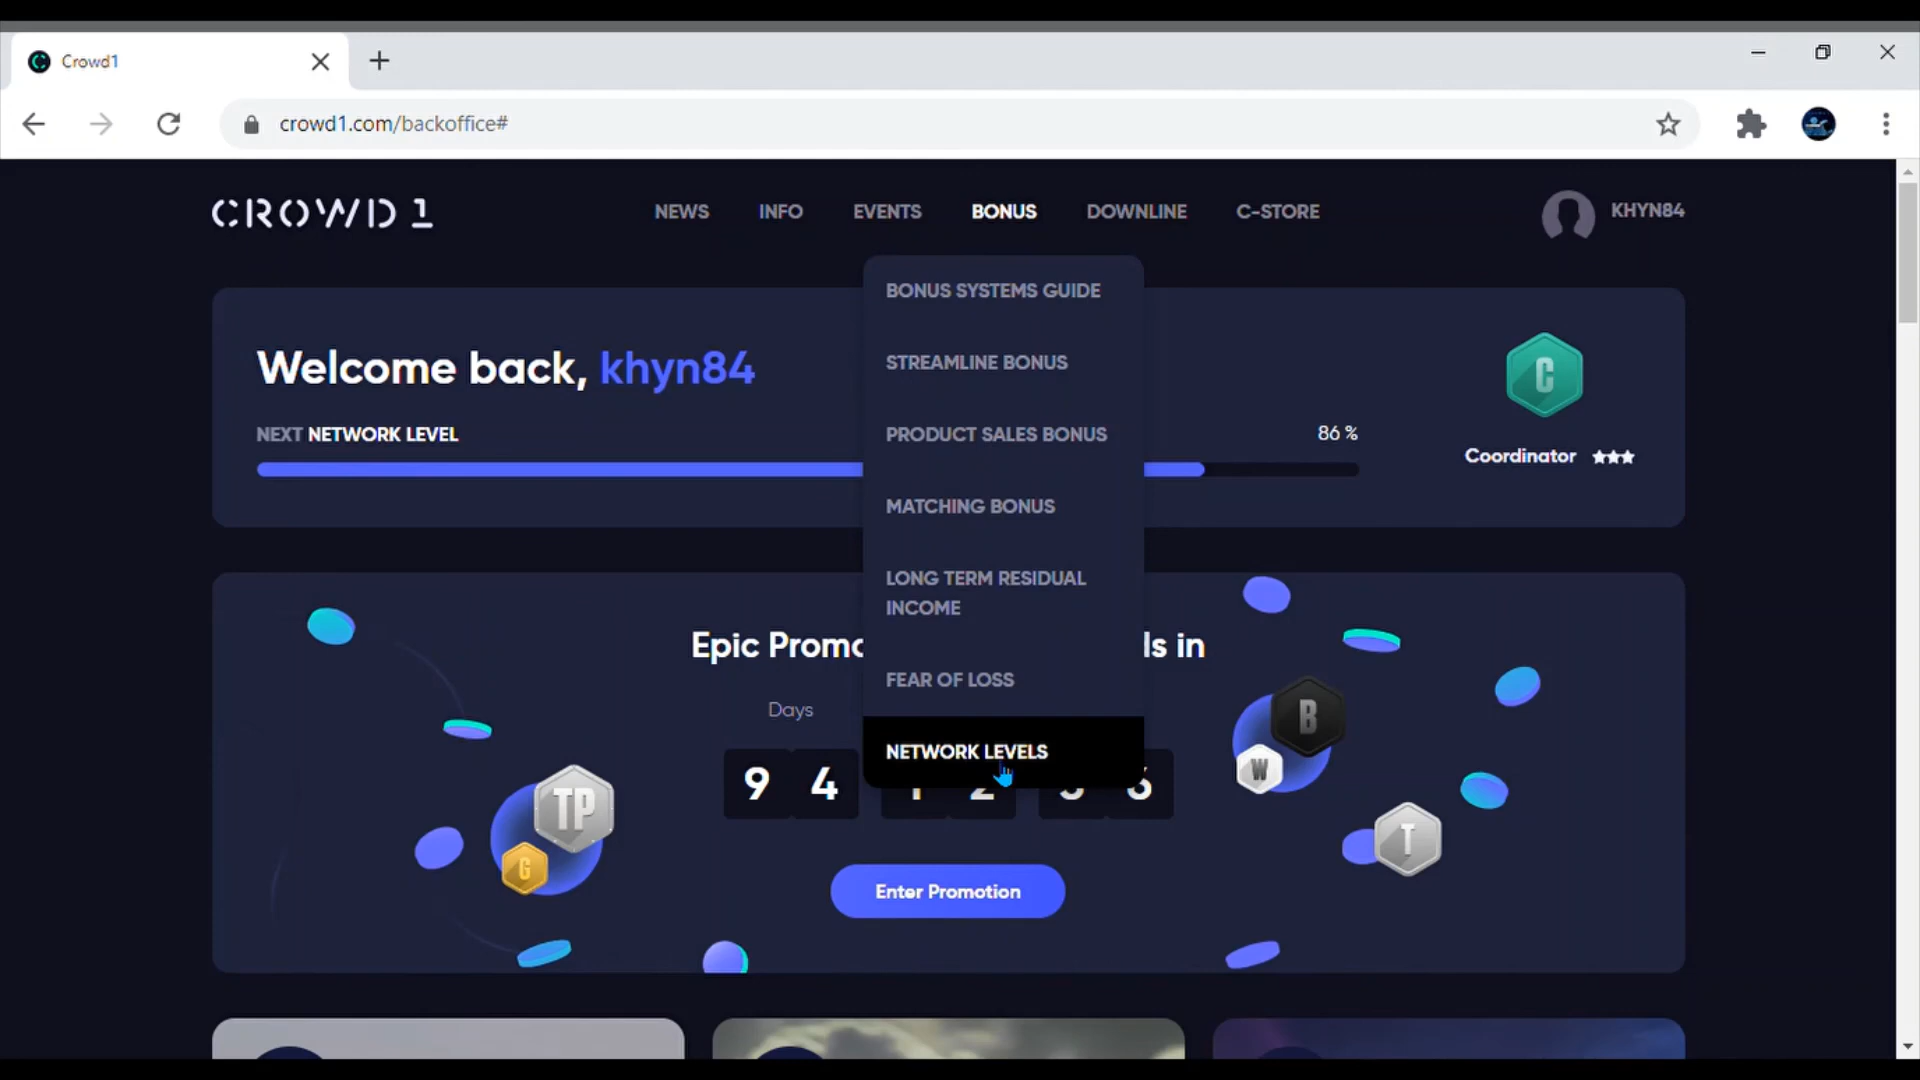 Crowd1
crowd1.com/backoffice#
CROWD 1
NEWS INFO EVENTS BONUS DOWNLINE C-STORE KHYN84
BONUS SYSTEMS GUIDE
STREAMLINE BONUS
PRODUCT SALES BONUS
MATCHING BONUS
LONG TERM RESIDUAL
INCOME
FEAR OF LOSS
NETWORK LEVELS
Welcome back, khyn84
NEXT NETWORK LEVEL
86 %
C
Coordinator
Epic Promo
ds in
Days
9 4
B
W
TP
G
T
Enter Promotion